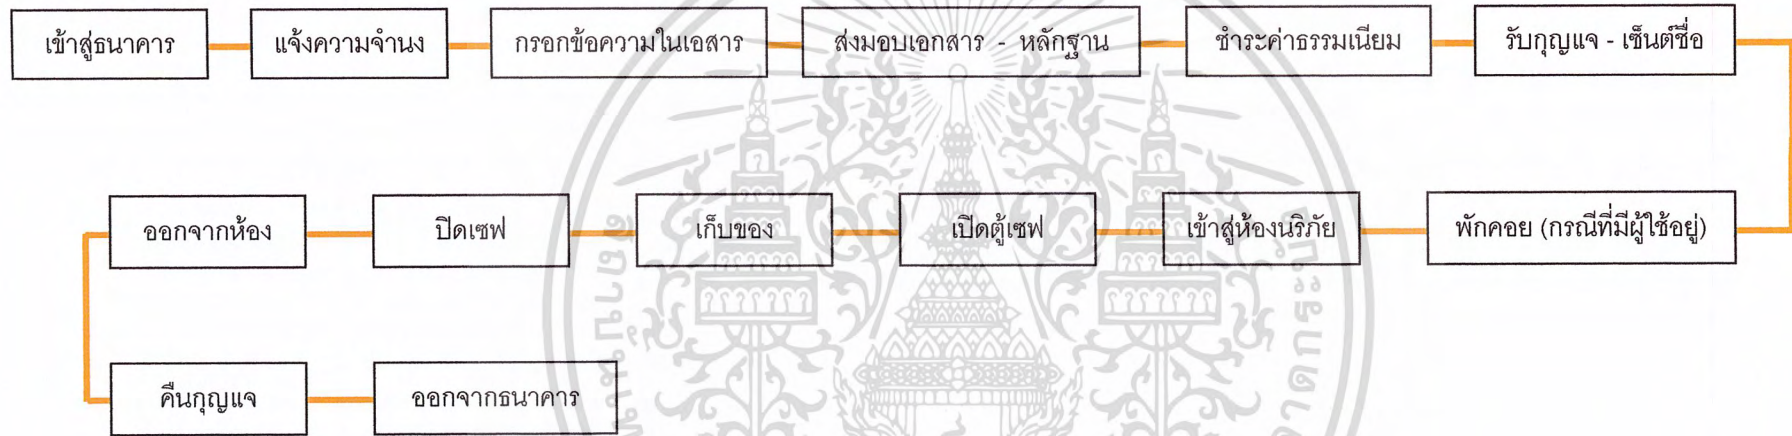 เข้าสู่ธนาคาร
แจ้งความจำนง
กรอกข้อความในเอสาร
ส่งมอบเอกสาร - หลักฐาน
ชำระค่าธรรมเนียม
รับกุญแจ - เซ็นต์ชื่อ
พักคอย (กรณีที่มีผู้ใช้อยู่)
เข้าสู่ห้องนริภัย
เปิดตู้เซฟ
เก็บของ
ปิดเซฟ
ออกจากห้อง
คืนกุญแจ
ออกจากธนาคาร